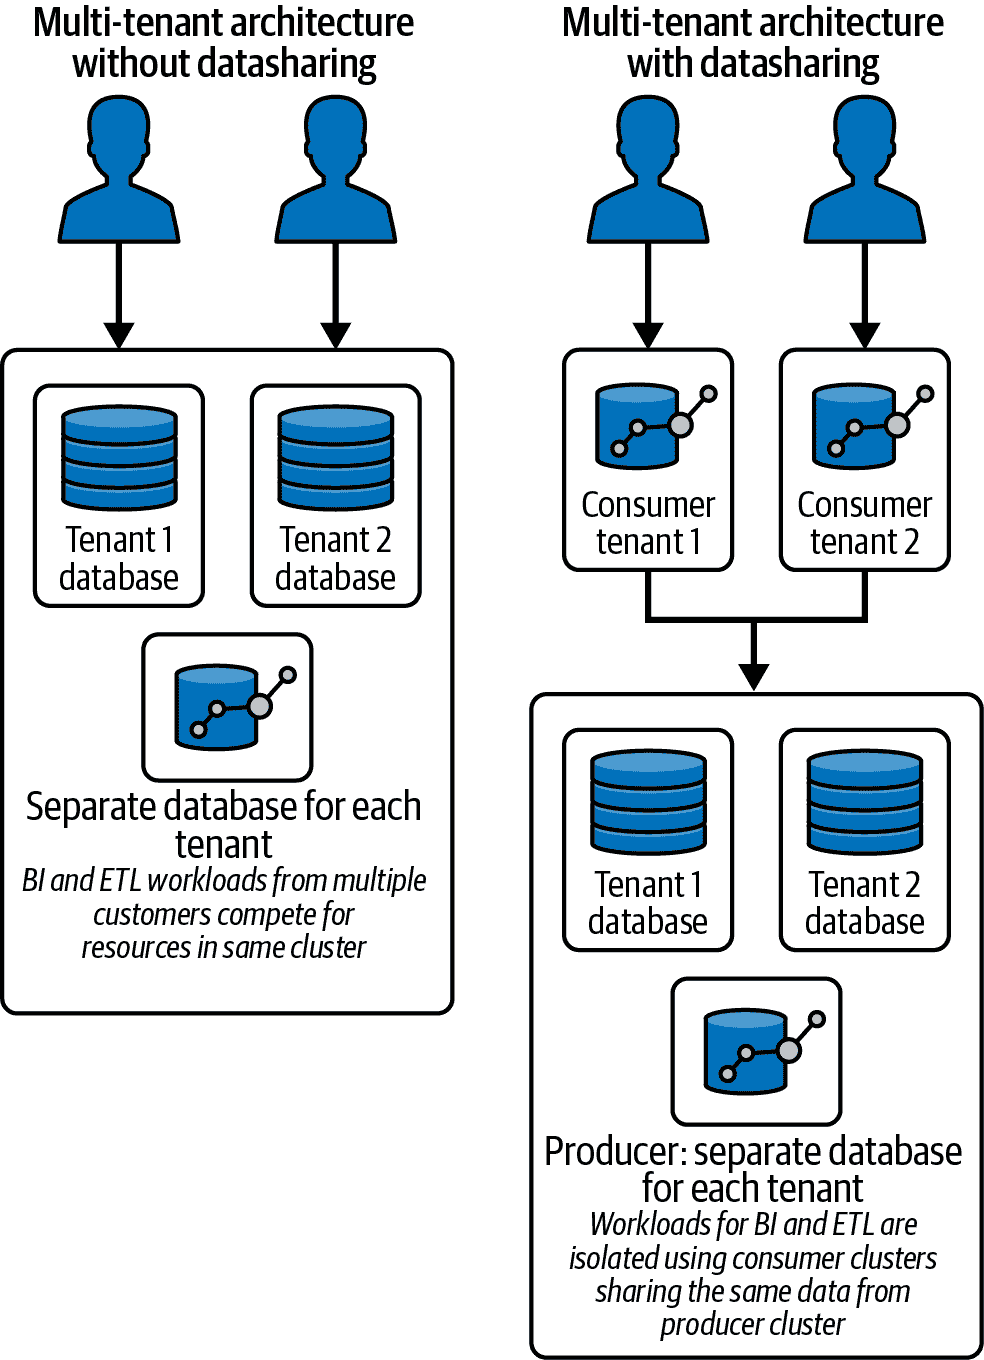 Multi-tenant architecture
without datasharing
Tenant 1
database
Tenant 2
database
Separate database for each
tenant
BI and ETL workloads from multiple
customers compete for
resources in same cluster
Multi-tenant architecture
with datasharing
Consumer
tenant 1
Consumer
tenant 2
Tenant 1
database
Tenant 2
database
Producer: separate database
for each tenant
Workloads for BI and ETL are
isolated using consumer clusters
sharing the same data from
producer cluster